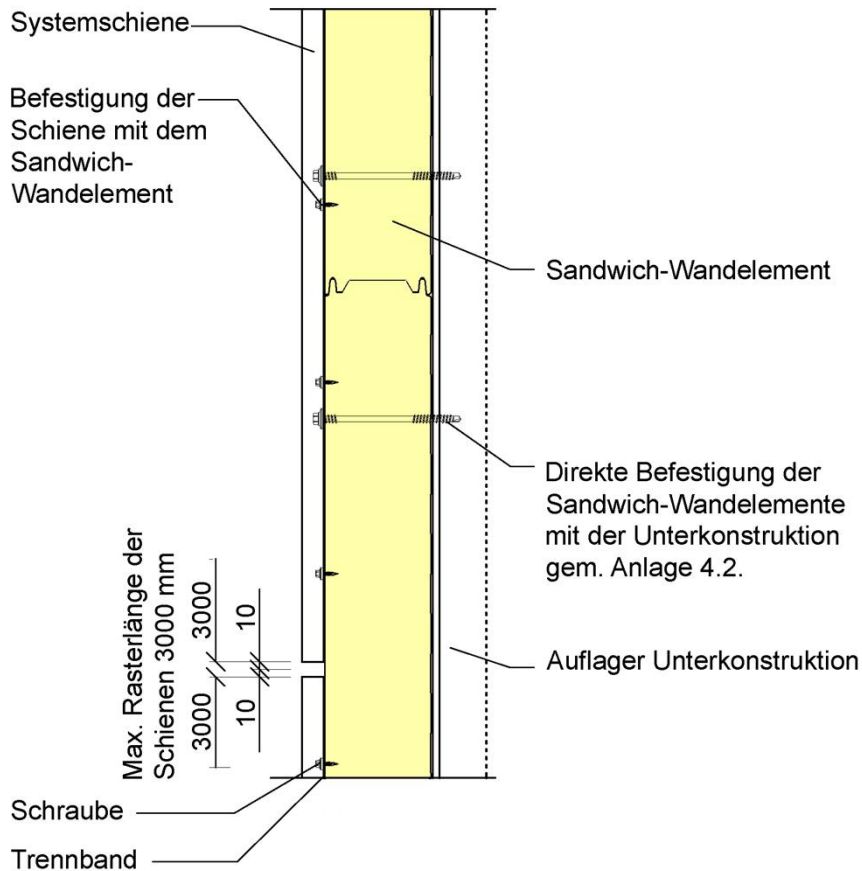 Systemschiene
Befestigung der
Schiene mit dem
Sandwich-
Wandelement
Sandwich-Wandelement
Direkte Befestigung der
Sandwich-Wandelemente
mit der Unterkonstruktion
gem. Anlage 4.2.
Auflager Unterkonstruktion
Max. Rasterlänge der
Schienen 3000 mm
3000
3000
10
10
Schraube
Trennband